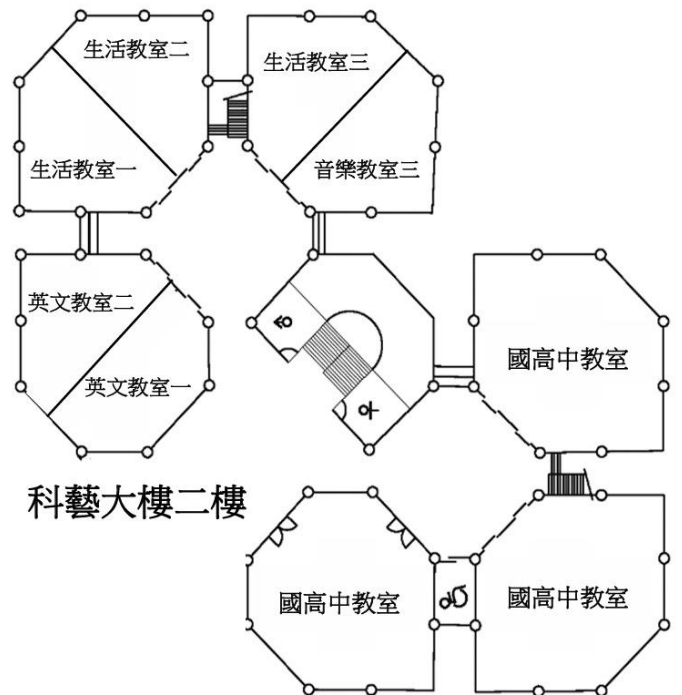 生活教室二
生活教室三
生活教室一
音樂教室三
英文教室二
國高中教室
英文教室一
科藝大樓二樓
國高中教室
國高中教室